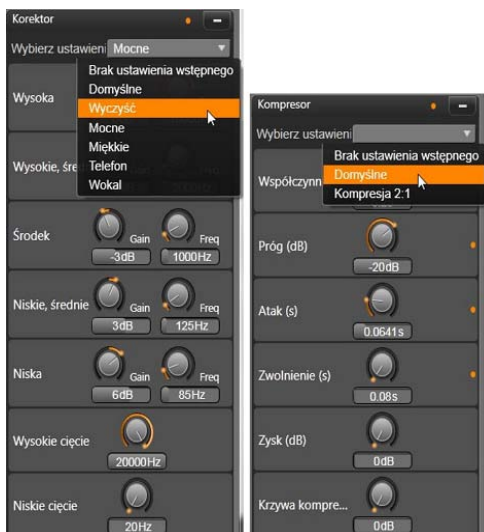 Korektor
Wybierz ustawieni Mocne
Brak ustawienia wstępnego
Domyślne
Wyczyść
Mocne
Miękkie
Telefon
Wokal
Wysoka
Wysokie, śre
Środek
Gain
Freq
-3dB
1000Hz
Niskie, średnie
Gain
Freq
3dB
125Hz
Niska
Gain
Freq
6dB
85Hz
Wysokie cięcie
20000Hz
Niskie cięcie
20Hz
Kompresor
Wybierz ustawieni
Brak ustawienia wstępnego
Domyślne
Kompresja 2:1
Współczynn
Próg (dB)
-20dB
Atak (s)
0.0641s
Zwolnienie (s)
0.08s
Zysk (dB)
0dB
Krzywa kompre...
0dB